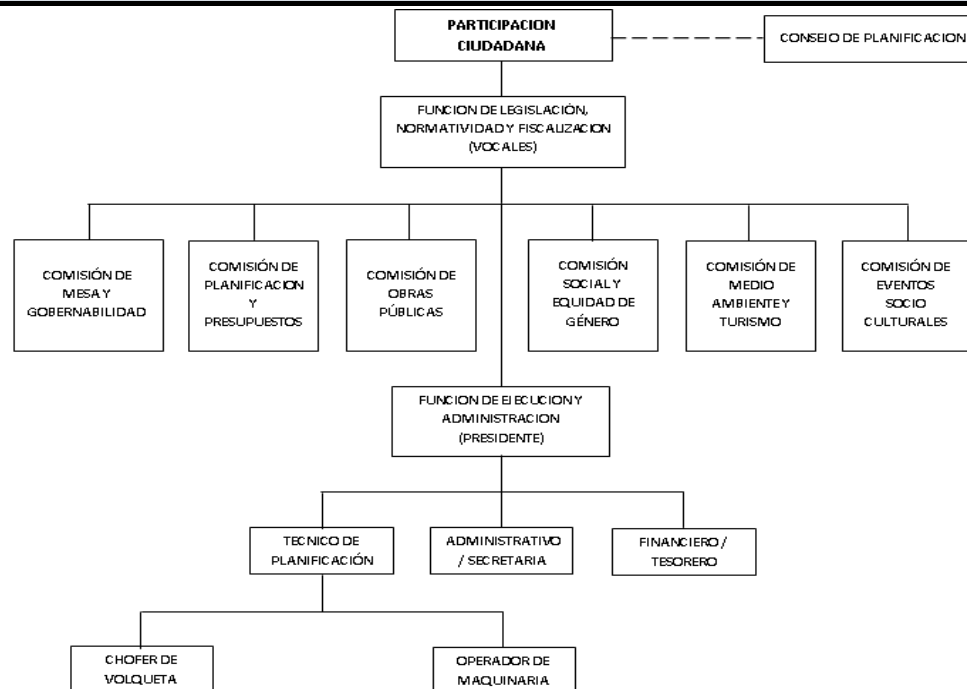 PARTICIPACION
CIUDADANA
CONSEJO DE PLANIFICACION
FUNCION DE LEGISLACIÓN,
NORMATIVIDAD Y FISCALIZACION
(VOCALES)
COMISIÓN DE
MESA Y
GOBERNABILIDAD
COMISIÓN DE
PLANIFICACION
Y
PRESUPUESTOS
COMISIÓN DE
OBRAS
PÚBLICAS
COMISIÓN
SOCIAL Y
EQUIDAD DE
GÉNERO
COMISIÓN DE
MEDIO
AMBIENTE Y
TURISMO
COMISIÓN DE
EVENTOS
SOCIO
CULTURALES
FUNCION DE EJECUCION Y
ADMINISTRACION
(PRESIDENTE)
TECNICO DE
PLANIFICACIÓN
ADMINISTRATIVO
/ SECRETARIA
FINANCIERO /
TESORERO
CHOFER DE
VOLQUETA
OPERADOR DE
MAQUINARIA